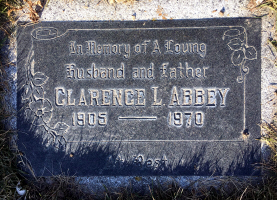 In Memory of A Loving
Husband and Father
CLARENCE L ABBEY
1905 — 1970